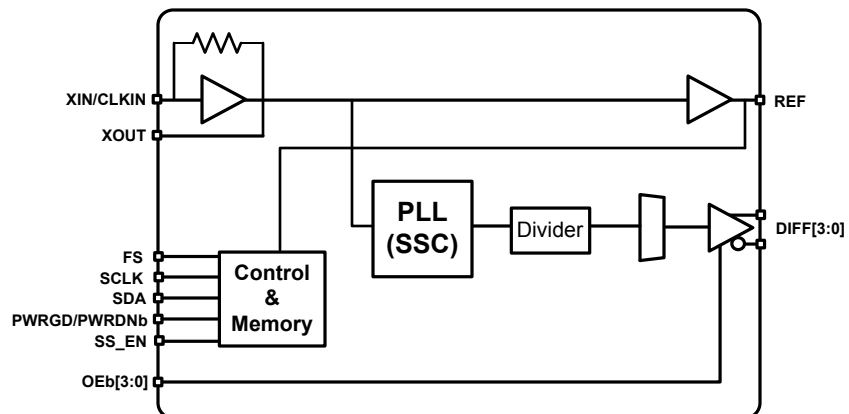 XIN/CLKIN
XOUT
REF
PLL
(SSC)
Divider
DIFF[3:0]
FS
SCLK
SDA
PWRGD/PWRDNb
SS_EN
Control
&
Memory
OEb[3:0]